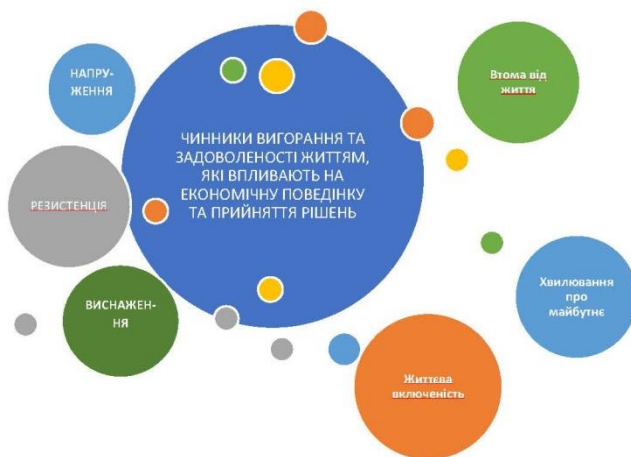 НАПРУ-
ЖЕННЯ
Втома від
життя
ЧИННИКИ ВИГОРАННЯ ТА
ЗАДОВОЛЕНОСТІ ЖИТТЯМ,
ЯКІ ВПЛИВАЮТЬ НА
ЕКОНОМІЧНУ ПОВЕДІНКУ
ТА ПРИЙНЯТТЯ РІШЕНЬ
РЕЗИСТЕНЦІЯ
ВИСНАЖЕН-
НЯ
Хвилювання
про
майбутнє
Життєва
включеність